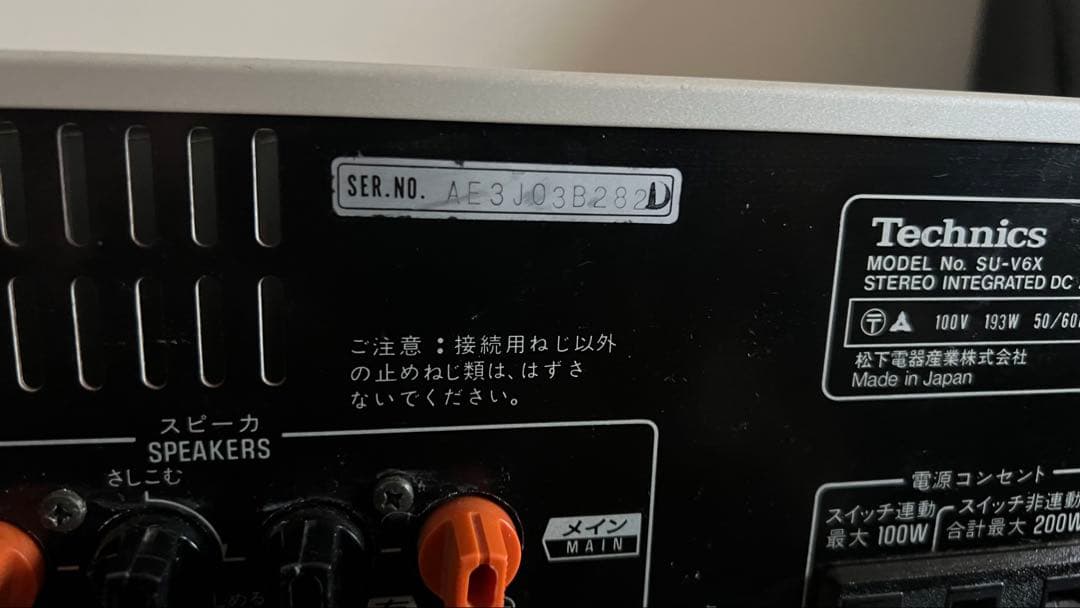 SER.NO. AE3J03B282D
Technics
MODEL No. SU-V6X
STEREO INTEGRATED DC
〒 100V 193W 50/60
松下電器産業株式会社
Made in Japan
ご注意：接続用ねじ以外
の止めねじ類は、はずさ
ないでください。
スピーカ
SPEAKERS
さしこむ
メイン
MAIN
しめる
電源コンセント
スイッチ連動
最大 100W
スイッチ非連動
合計最大 200W